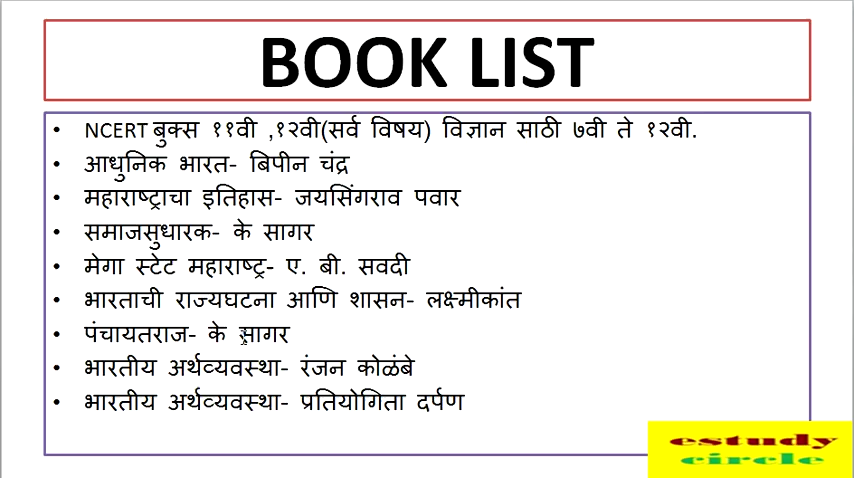 BOOK LIST
• NCERT बुक्स ११वी ,१२वी(सर्व विषय) विज्ञान साठी ७वी ते १२वी.
• आधुनिक भारत- बिपीन चंद्र
• महाराष्ट्राचा इतिहास- जयसिंगराव पवार
• समाजसुधारक- के सागर
• मेगा स्टेट महाराष्ट्र- ए. बी. सवदी
• भारताची राज्यघटना आणि शासन- लक्ष्मीकांत
• पंचायतराज- के सागर
• भारतीय अर्थव्यवस्था- रंजन कोळंबे
• भारतीय अर्थव्यवस्था- प्रतियोगिता दर्पण
estudy
circle